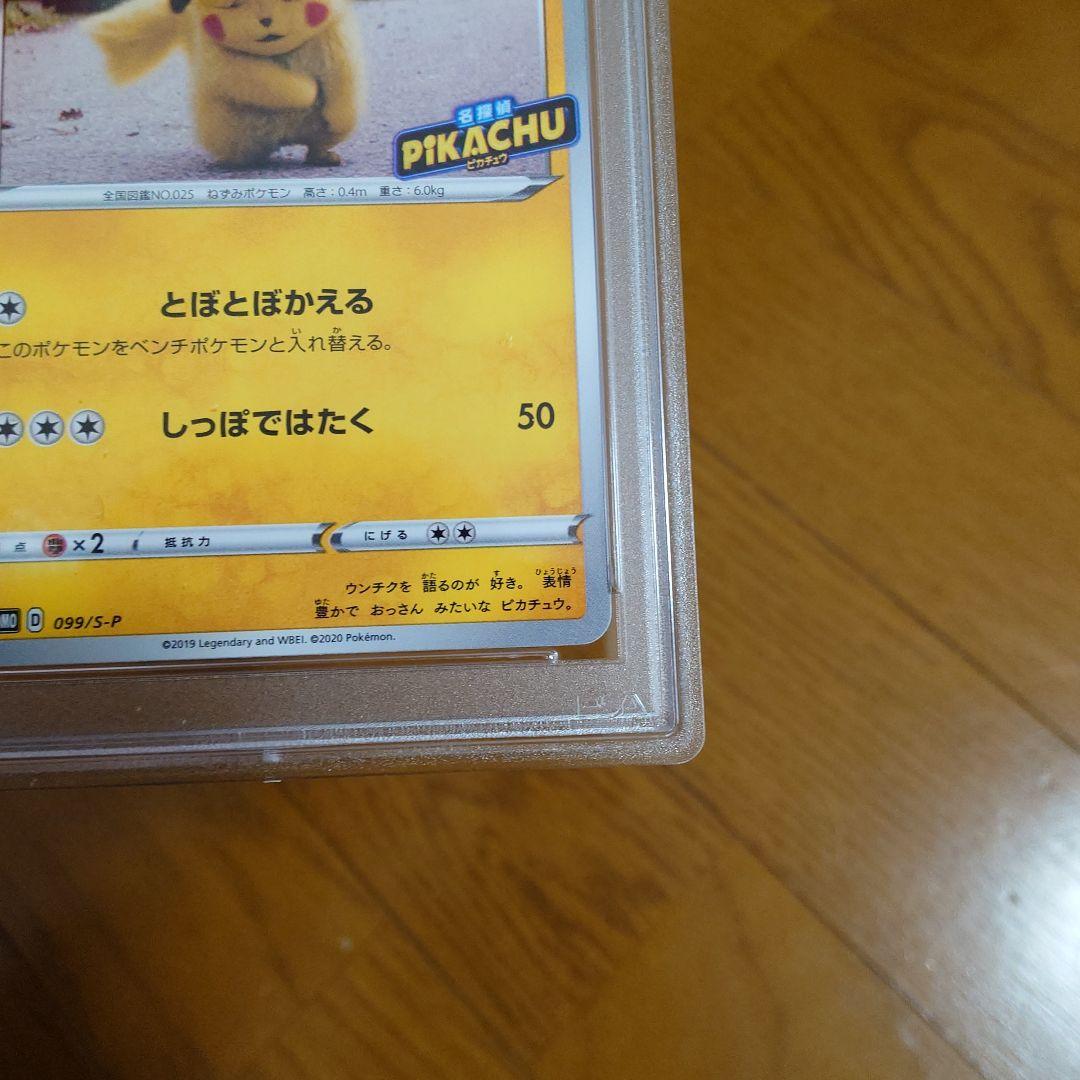 名探偵
PiKACHU
ピカチュウ
全国図鑑NO.025 ねずみポケモン 高さ：0.4m 重さ：6.0kg
とぼとぼかえる
このポケモンをベンチポケモンと入れ替える。
しっぽではたく 50
点 ×2 抵抗力 にげる
ウンチクを 語るのが 好き。 表情
豊かで おっさん みたいな ピカチュウ。
D 099/S-P
©2019 Legendary and WBEI. ©2020 Pokémon.
PSA